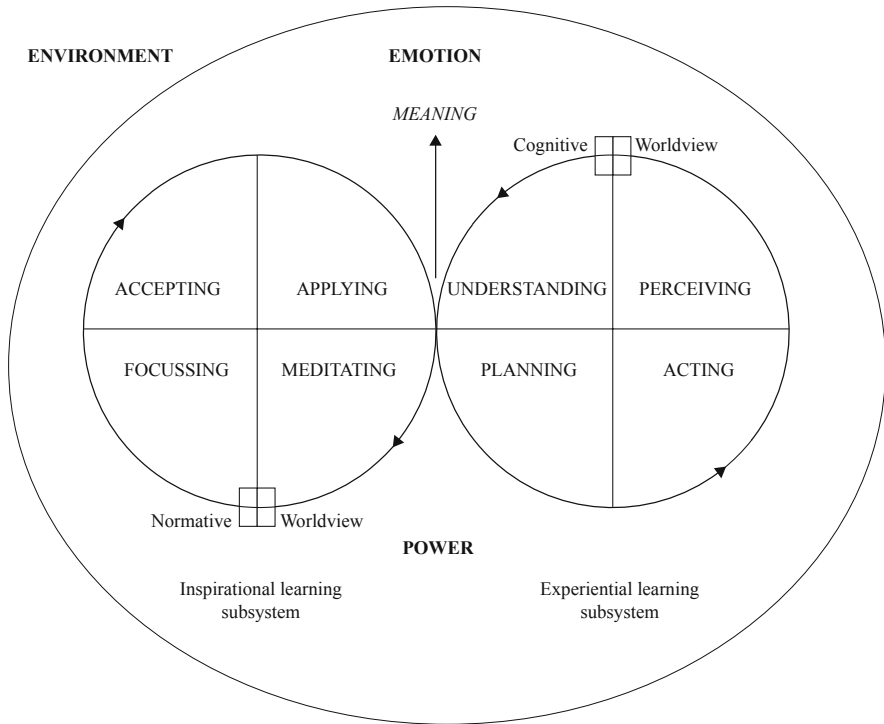 ENVIRONMENT
EMOTION
MEANING
Cognitive
Worldview
ACCEPTING
APPLYING
UNDERSTANDING
PERCEIVING
FOCUSSING
MEDITATING
PLANNING
ACTING
Normative
Worldview
POWER
Inspirational learning
subsystem
Experiential learning
subsystem